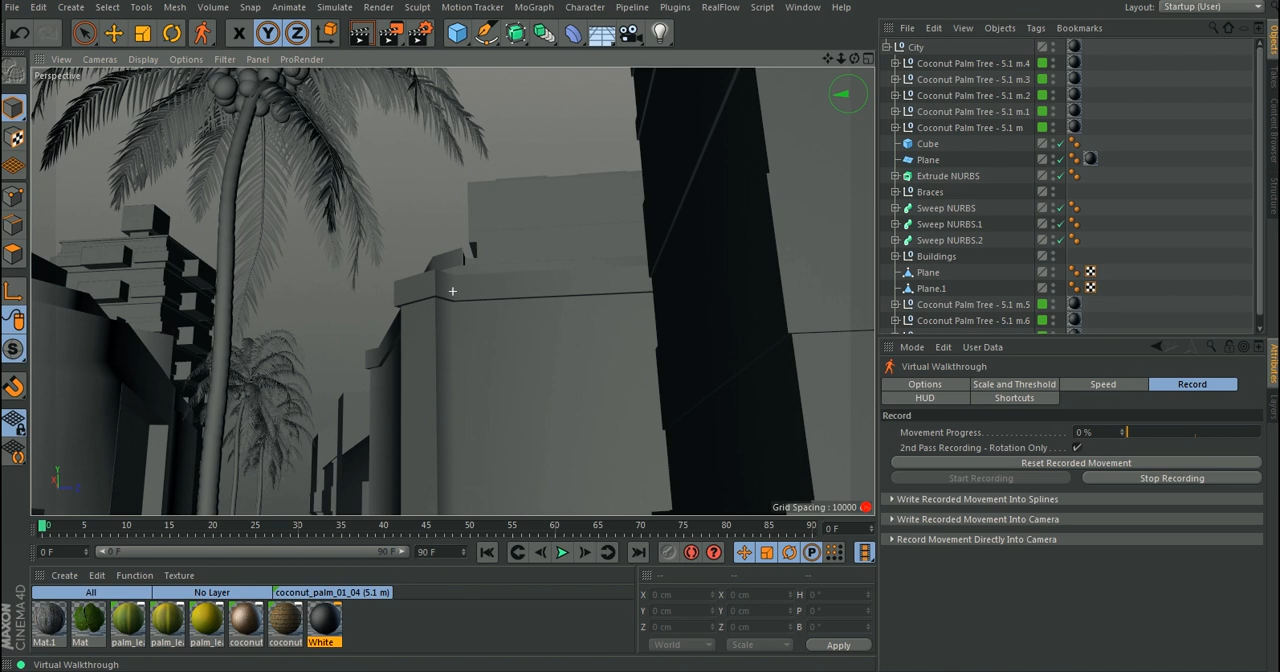 File Edit Create Select Tools Mesh Volume Snap Animate Simulate Render Sculpt Motion Tracker MoGraph Character Pipeline Plugins RealFlow Script Window Help Layout: Startup (User)
X Y Z
View Cameras Display Options Filter Panel ProRender
Perspective
File Edit View Objects Tags Bookmarks
City
Coconut Palm Tree - 5.1 m.4
Coconut Palm Tree - 5.1 m.3
Coconut Palm Tree - 5.1 m.2
Coconut Palm Tree - 5.1 m.1
Coconut Palm Tree - 5.1 m
Cube
Plane
Extrude NURBS
Braces
Sweep NURBS
Sweep NURBS.1
Sweep NURBS.2
Buildings
Plane
Plane.1
Coconut Palm Tree - 5.1 m.5
Coconut Palm Tree - 5.1 m.6
Objects
Takes
Content Browser
Structure
Mode Edit User Data
Virtual Walkthrough
Options Scale and Threshold Speed Record
HUD Shortcuts
Record
Movement Progress 0 %
2nd Pass Recording - Rotation Only
Reset Recorded Movement
Start Recording Stop Recording
Write Recorded Movement Into Splines
Write Recorded Movement Into Camera
Record Movement Directly Into Camera
Attributes
Layers
S
Y
X Z
Grid Spacing : 10000
0 5 10 15 20 25 30 35 40 45 50 55 60 65 70 75 80 85 90 0 F
0 F 0 F 90 F 90 F
P
Create Edit Function Texture
All No Layer coconut_palm_01_04 (5.1 m)
Mat.1 Mat palm_le palm_le palm_le coconut coconut White
-- -- --
X 0 cm X 0 cm H 0 °
Y 0 cm Y 0 cm P 0 °
Z 0 cm Z 0 cm B 0 °
World Scale Apply
MAXON
CINEMA4D
Virtual Walkthrough